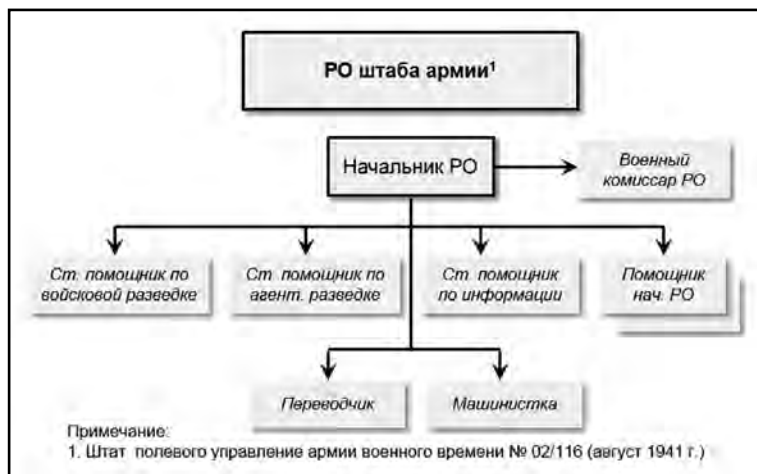 РО штаба армии¹
Начальник РО
Военный
комиссар РО
Ст. помощник по
войсковой разведке
Ст. помощник по
агент. разведке
Ст. помощник
по информации
Помощник
нач. РО
Переводчик
Машинистка
Примечание:
1. Штат полевого управление армии военного времени № 02/116 (август 1941 г.)